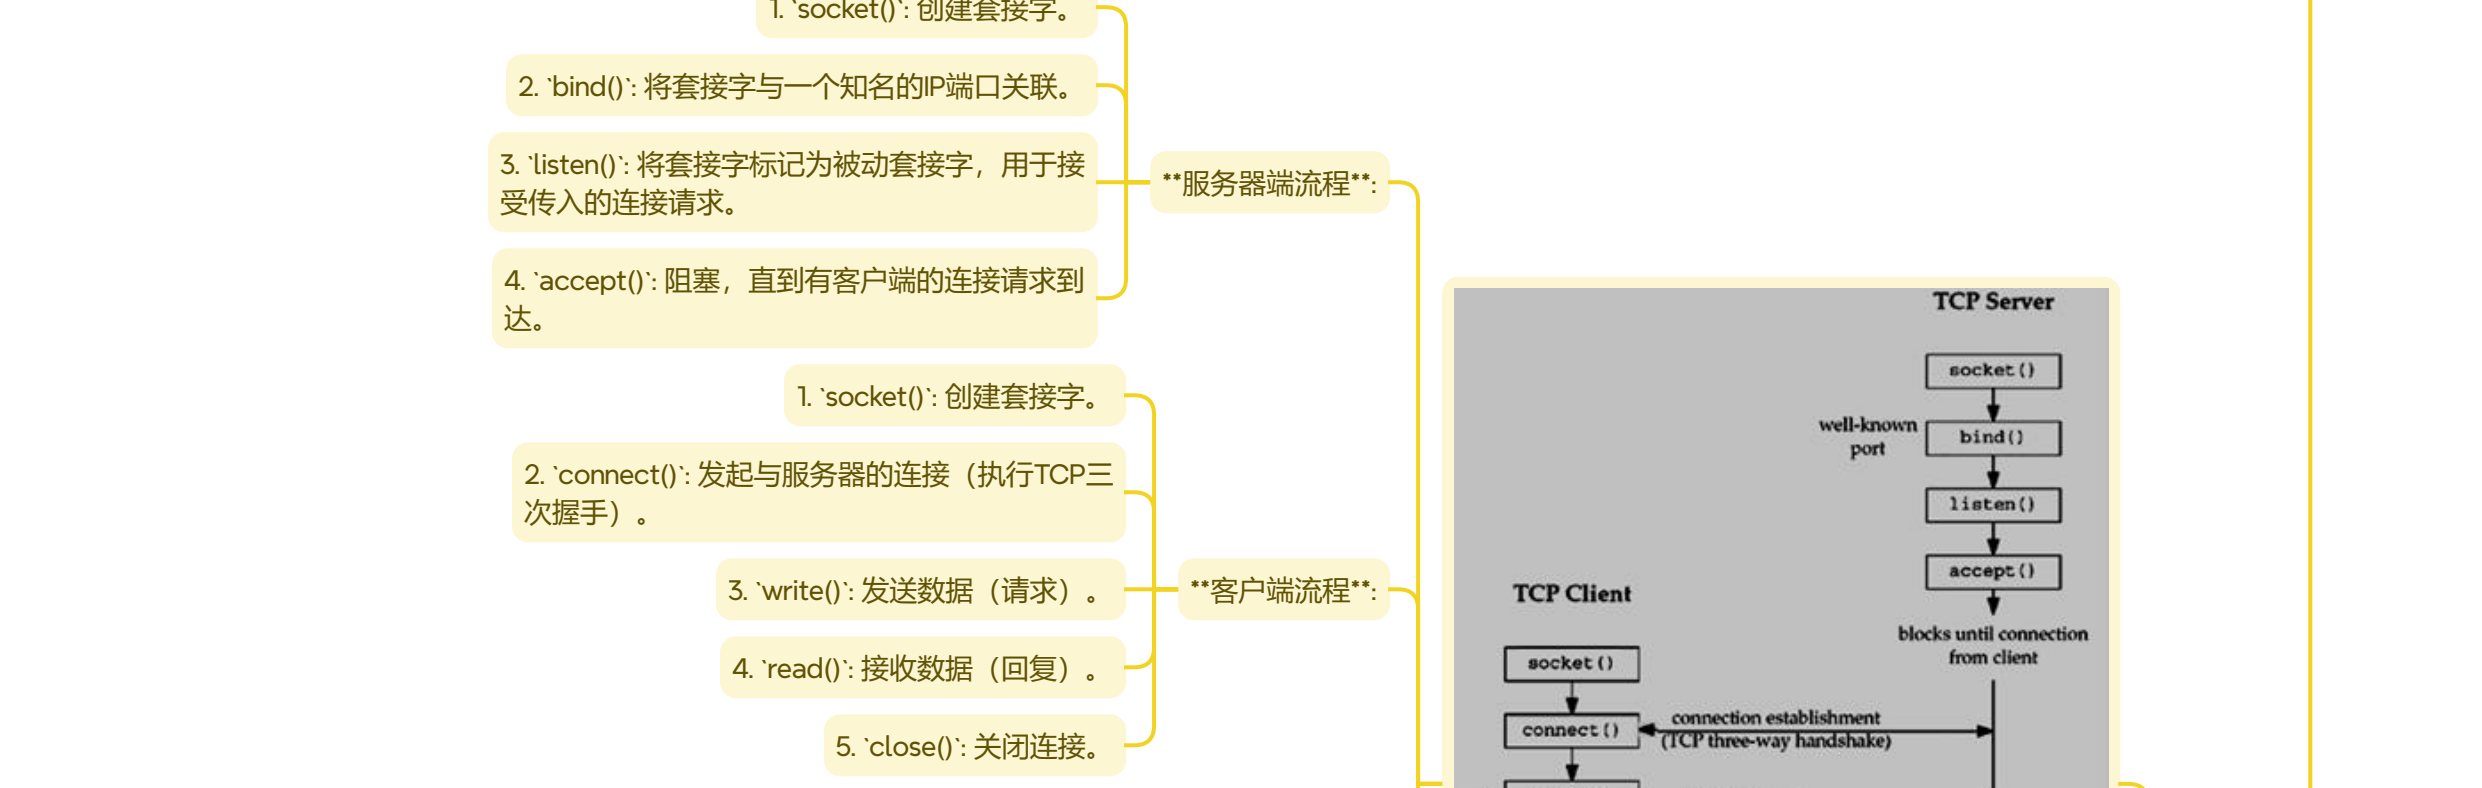 1. `socket()`: 创建套接字。
2. `bind()`: 将套接字与一个知名的IP端口关联。
3. `listen()`: 将套接字标记为被动套接字，用于接
受传入的连接请求。
4. `accept()`: 阻塞，直到有客户端的连接请求到
达。
**服务器端流程**:
1. `socket()`: 创建套接字。
2. `connect()`: 发起与服务器的连接（执行TCP三
次握手）。
3. `write()`: 发送数据（请求）。
4. `read()`: 接收数据（回复）。
5. `close()`: 关闭连接。
**客户端流程**:
TCP Server
socket()
well-known
port
bind()
listen()
accept()
blocks until connection
from client
TCP Client
socket()
connect()
connection establishment
(TCP three-way handshake)